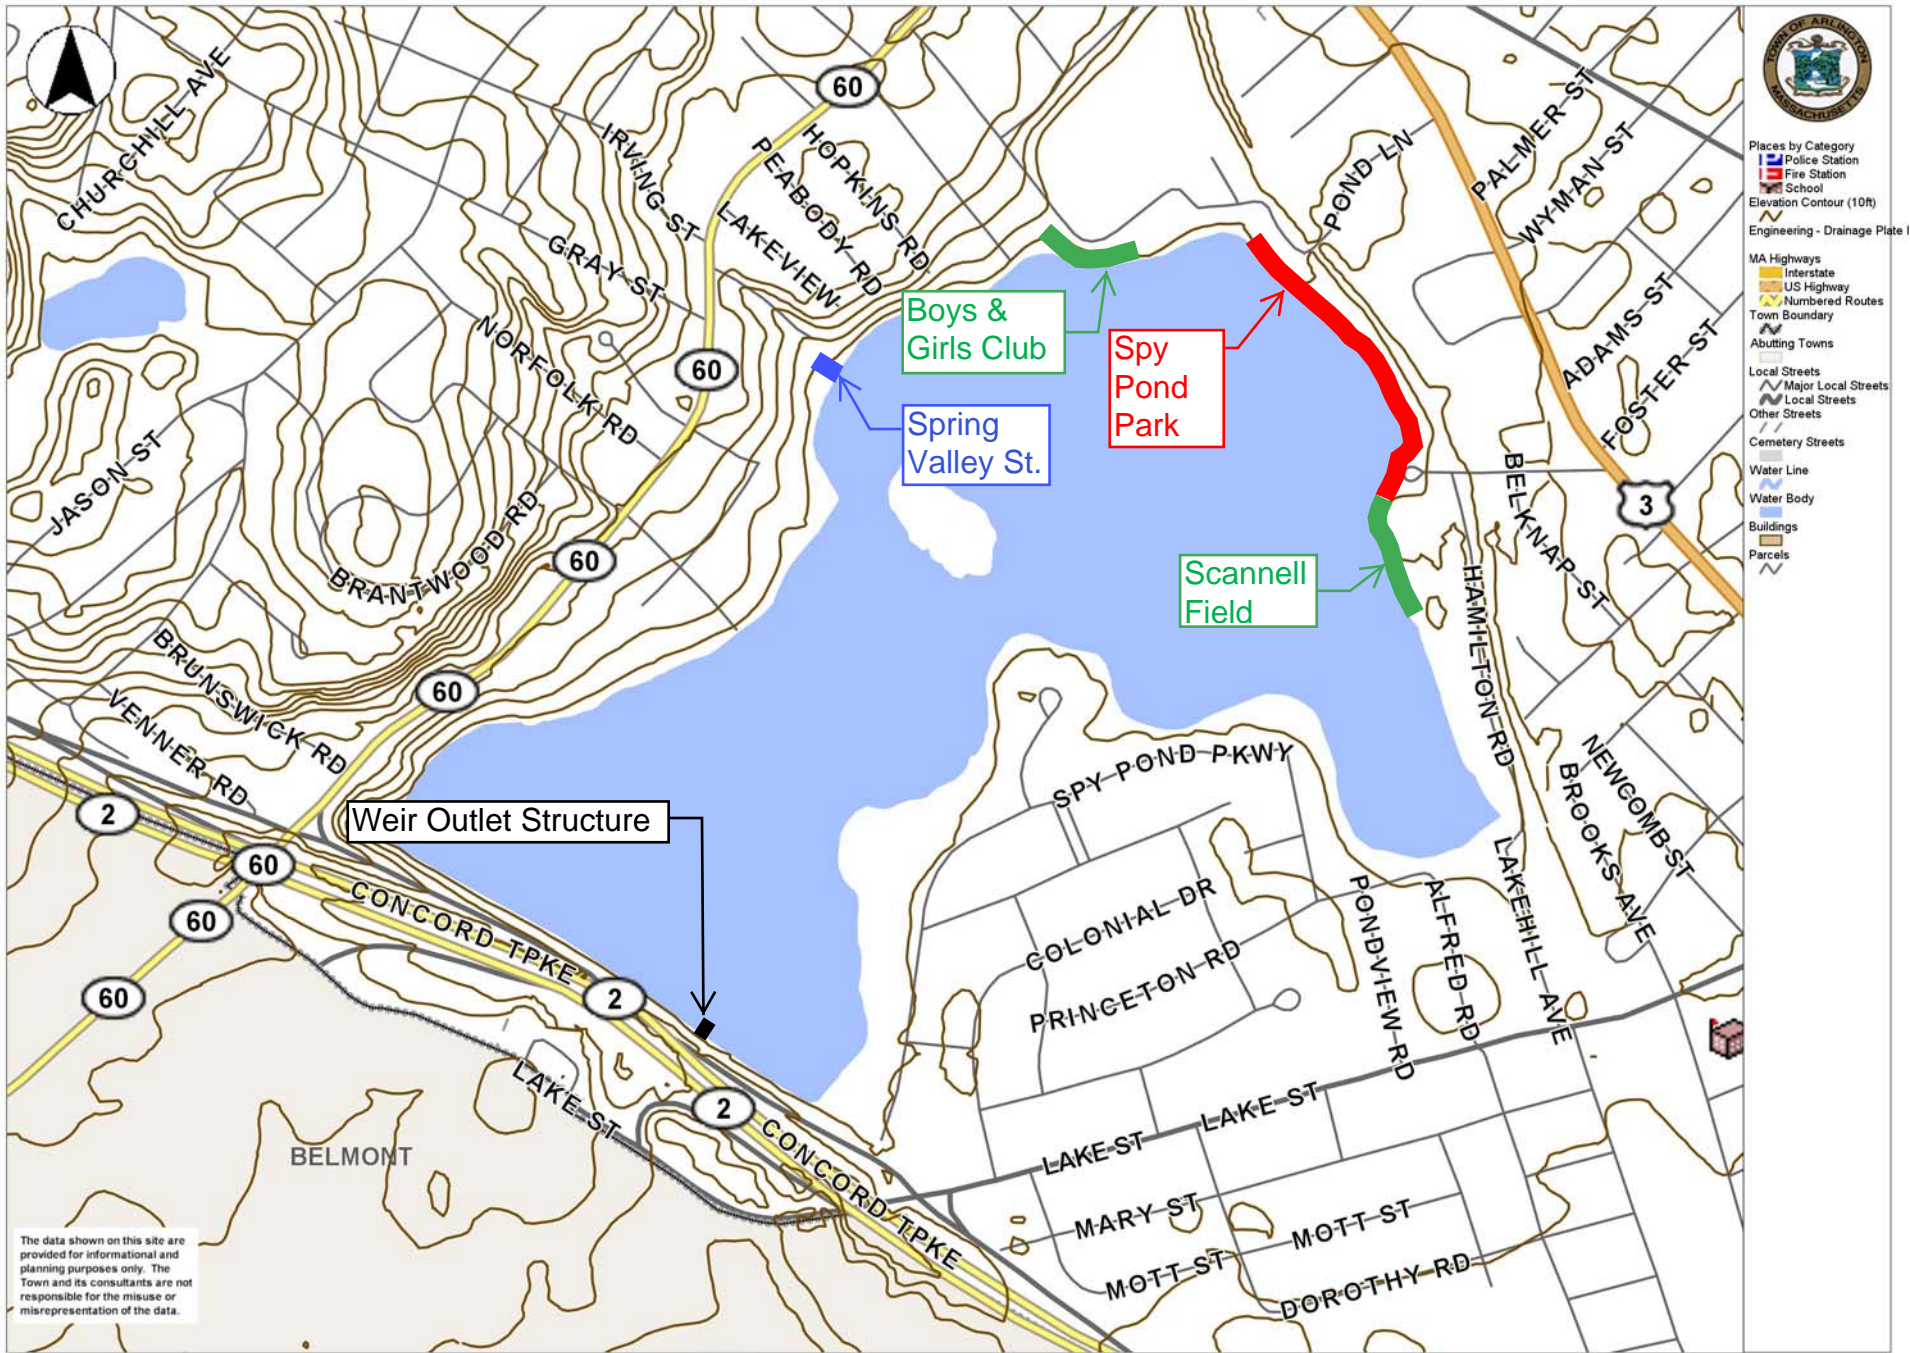 CHURCHILL AVE
60
IRVING ST
PEABODY RD
HOPKINS RD
LAKEVIEW
GRAY ST
NORFOLK RD
60
JASON ST
BRANTWOOD RD
60
BRUNSWICK RD
60
VENNER RD
2
60
60
60
CONCORD TPKE
2
LAKE ST
2
CONCORD TPKE
BELMONT
Boys &
Girls Club
Spy
Pond
Park
Spring
Valley St.
Scannell
Field
Weir Outlet Structure
POND LN
PALMER ST
WYMAN ST
ADAMS ST
FOSTER ST
3
BELKNAP ST
HAMILTON RD
NEWCOMB ST
BROOKS AVE
SPY POND PKWY
LAKEHILL AVE
COLONIAL DR
PRINCETON RD
PONDVIEW RD
ALFRED RD
LAKE ST
LAKE ST
MARY ST
MOTT ST
MOTT ST
DOROTHY RD
The data shown on this site are
provided for informational and
planning purposes only. The
Town and its consultants are not
responsible for the misuse or
misrepresentation of the data.
TOWN OF ARLINGTON
MASSACHUSETTS
Places by Category
Police Station
Fire Station
School
Elevation Contour (10ft)
Engineering - Drainage Plate I
MA Highways
Interstate
US Highway
Numbered Routes
Town Boundary
Abutting Towns
Local Streets
Major Local Streets
Local Streets
Other Streets
Cemetery Streets
Water Line
Water Body
Buildings
Parcels